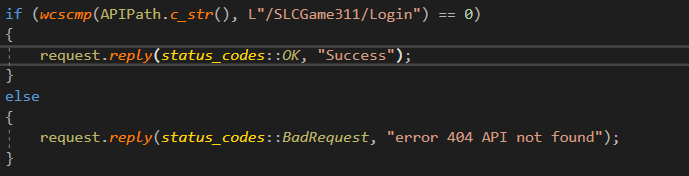 if (wcscmp(APIPath.c_str(), L"/SLCGame311/Login") == 0)
{
request.reply(status_codes::OK, "Success");
}
else
{
request.reply(status_codes::BadRequest, "error 404 API not found");
}